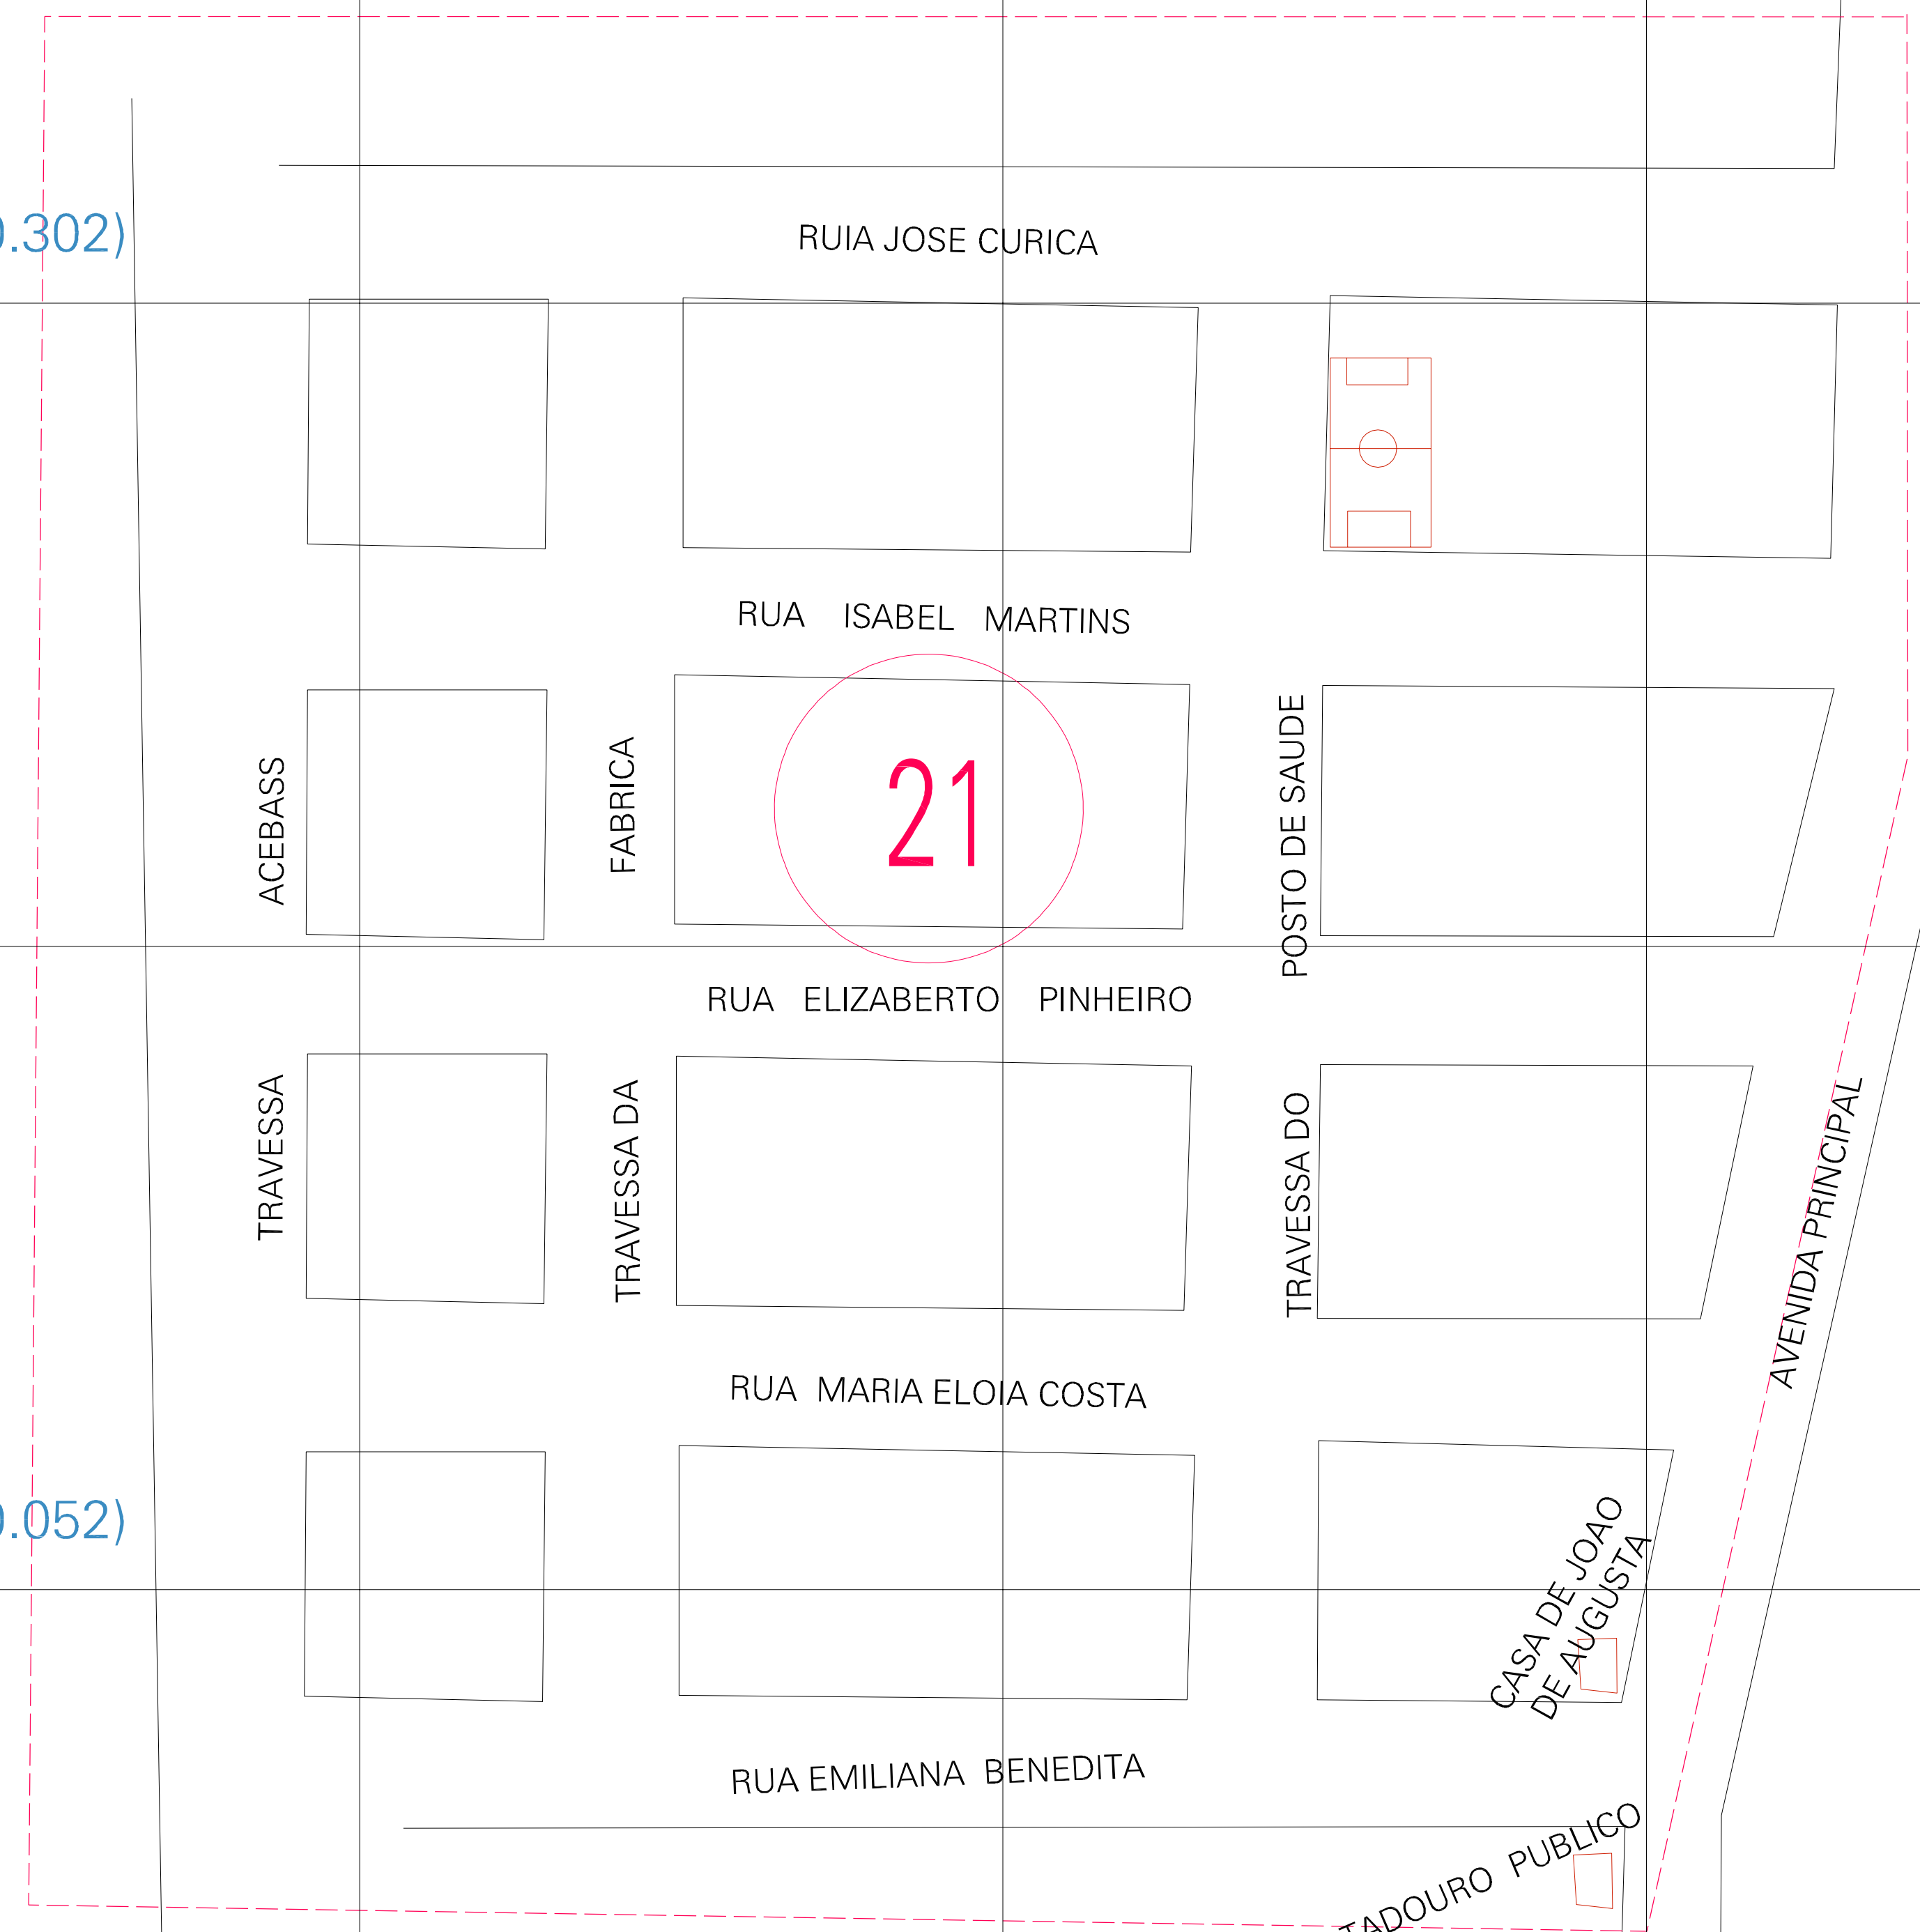 0.302)
RUIA JOSE CURICA
RUA ISABEL MARTINS
ACEBASS
FABRICA
21
POSTO DE SAUDE
RUA ELIZABERTO PINHEIRO
TRAVESSA
TRAVESSA DA
TRAVESSA DO
AVENIDA PRINCIPAL
RUA MARIA ELOIA COSTA
0.052)
CASA DE JOAO
DE AUGUSTA
RUA EMILIANA BENEDITA
TADOURO PUBLICO